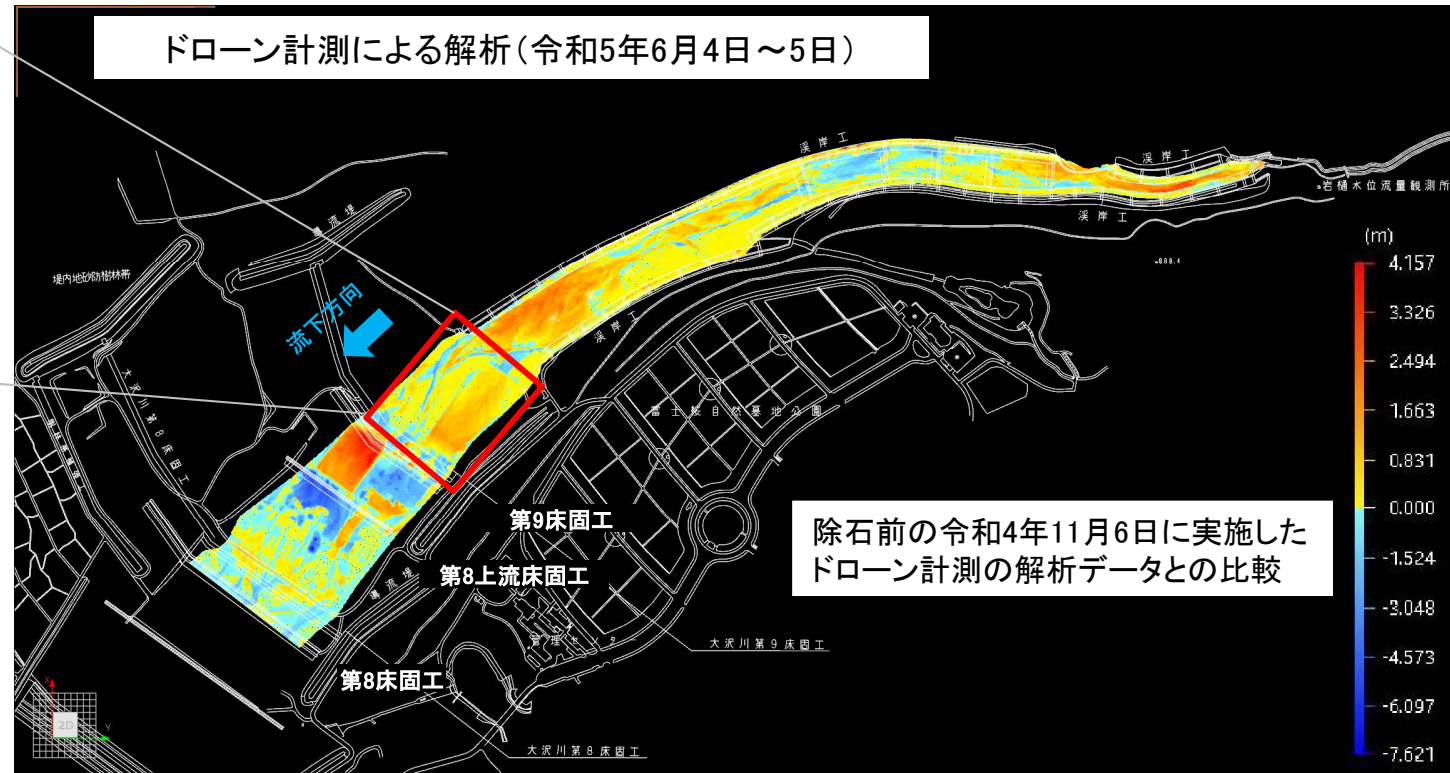 ドローン計測による解析(令和5年6月4日～5日)
渓岸工
渓岸工
岩樋水位流量観測所
渓岸工
(m)
4.157
3.326
2.494
1.663
0.831
0.000
-1.524
-3.048
-4.573
-6.097
-7.621
導流堤
堤内地砂防樹林帯
流下方向
大
渓岸工
大沢川第8床固工
富士桜自然墓地公園
第9床固工
第8上流床固工
除石前の令和4年11月6日に実施した
ドローン計測の解析データとの比較
導流堤
大沢川第9床固工
第8床固工
大沢川第8床固工
X
2D
Y